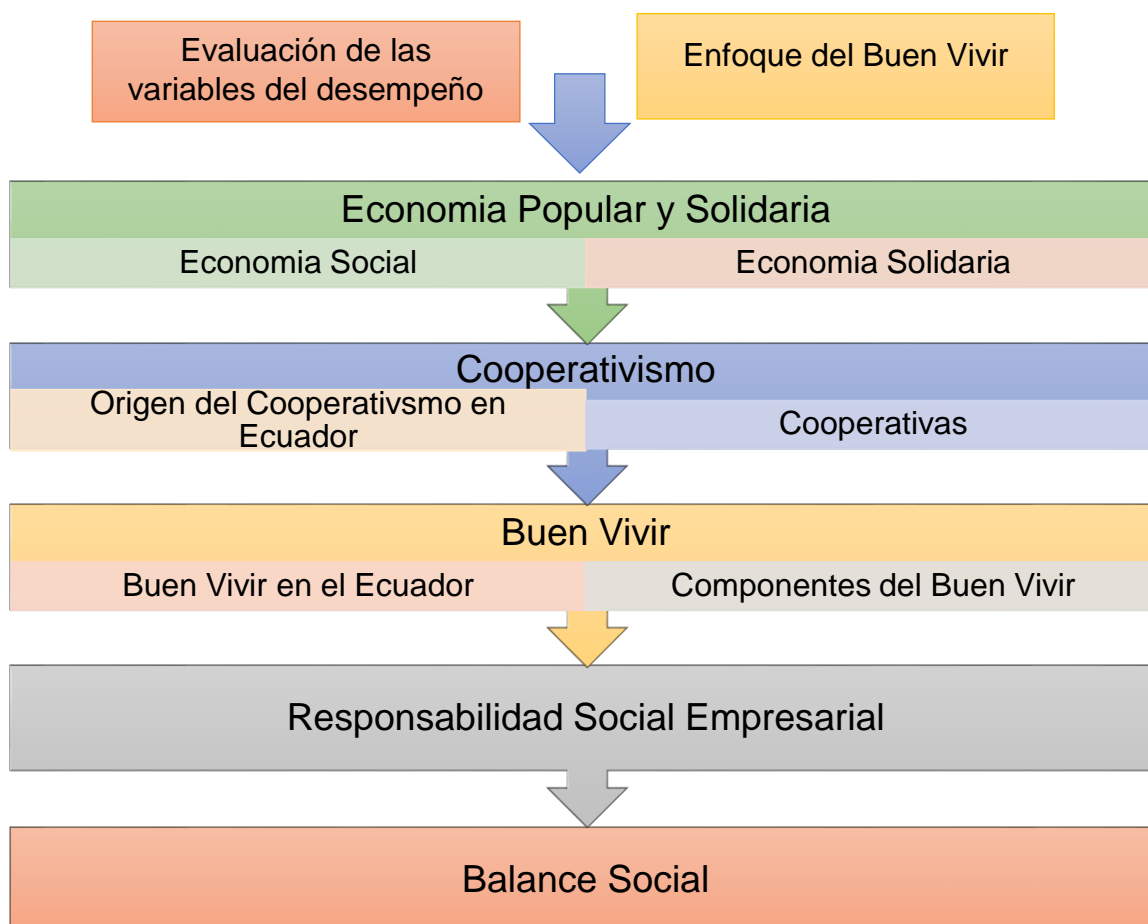 Evaluación de las
variables del desempeño
Enfoque del Buen Vivir
Economia Popular y Solidaria
Economia Social
Economia Solidaria
Cooperativismo
Origen del Cooperativsmo en
Ecuador
Cooperativas
Buen Vivir
Buen Vivir en el Ecuador
Componentes del Buen Vivir
Responsabilidad Social Empresarial
Balance Social